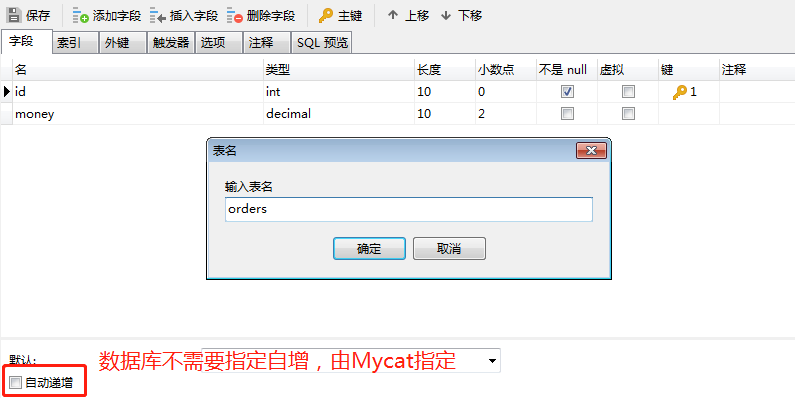 保存 添加字段 插入字段 删除字段 主键 上移 下移
字段 索引 外键 触发器 选项 注释 SQL 预览
名 类型 长度 小数点 不是 null 虚拟 键 注释
id int 10 0 1
money decimal 10 2
表名
输入表名
orders
确定 取消
默认:
数据库不需要指定自增，由Mycat指定
自动递增